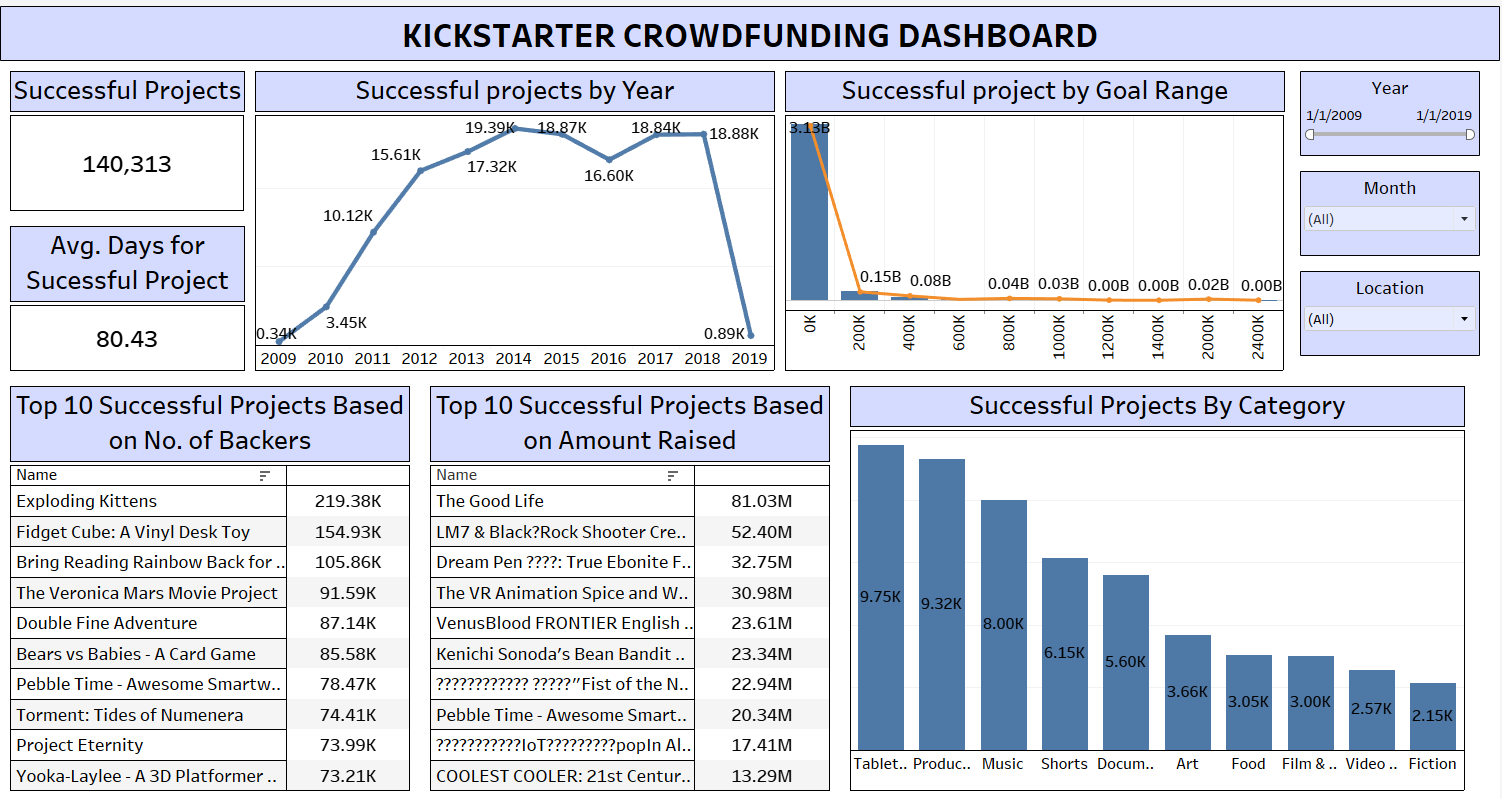 KICKSTARTER CROWDFUNDING DASHBOARD
Successful Projects
140,313
Avg. Days for
Sucessful Project
80.43
Successful projects by Year
0.34K
3.45K
10.12K
15.61K
17.32K
19.39K
18.87K
16.60K
18.84K
18.88K
0.89K
2009 2010 2011 2012 2013 2014 2015 2016 2017 2018 2019
Successful project by Goal Range
3.13B
0.15B
0.08B
0.04B
0.03B
0.00B
0.00B
0.02B
0.00B
0K 200K 400K 600K 800K 1000K 1200K 1400K 2000K 2400K
Year
1/1/2009 1/1/2019
Month
(All)
Location
(All)
Top 10 Successful Projects Based
on No. of Backers
Name
Exploding Kittens 219.38K
Fidget Cube: A Vinyl Desk Toy 154.93K
Bring Reading Rainbow Back for .. 105.86K
The Veronica Mars Movie Project 91.59K
Double Fine Adventure 87.14K
Bears vs Babies - A Card Game 85.58K
Pebble Time - Awesome Smartw.. 78.47K
Torment: Tides of Numenera 74.41K
Project Eternity 73.99K
Yooka-Laylee - A 3D Platformer .. 73.21K
Top 10 Successful Projects Based
on Amount Raised
Name
The Good Life 81.03M
LM7 & Black?Rock Shooter Cre.. 52.40M
Dream Pen ????: True Ebonite F.. 32.75M
The VR Animation Spice and W.. 30.98M
VenusBlood FRONTIER English .. 23.61M
Kenichi Sonoda’s Bean Bandit .. 23.34M
???????????? ?????”Fist of the N.. 22.94M
Pebble Time - Awesome Smart.. 20.34M
???????????IoT?????????popIn Al.. 17.41M
COOLEST COOLER: 21st Centur.. 13.29M
Successful Projects By Category
9.75K
9.32K
8.00K
6.15K
5.60K
3.66K
3.05K
3.00K
2.57K
2.15K
Tablet.. Produc.. Music Shorts Docum.. Art Food Film & .. Video .. Fiction